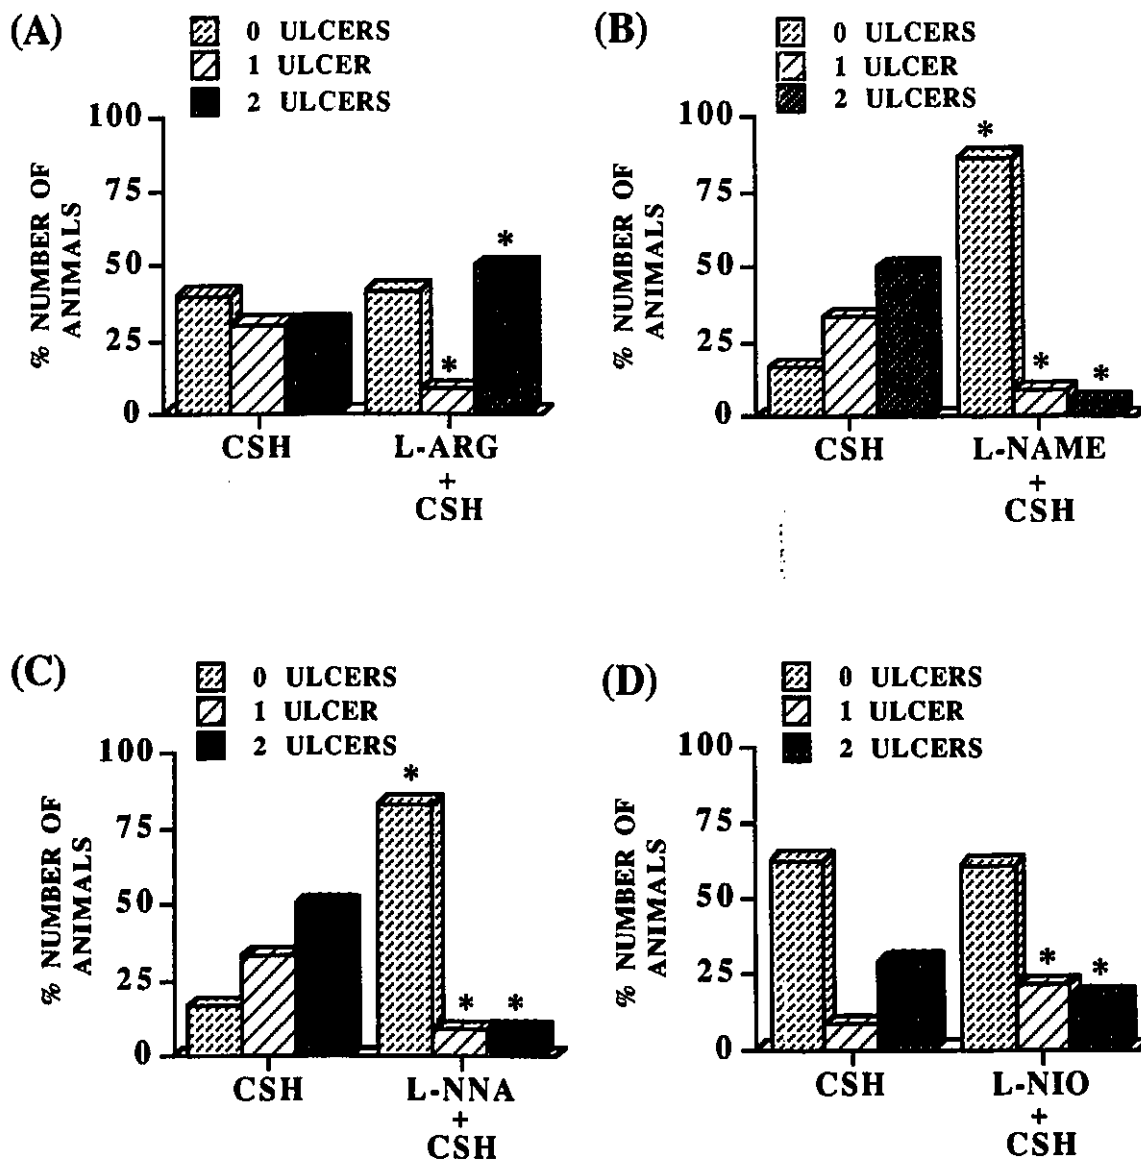 (A)
0 ULCERS
1 ULCER
2 ULCERS
% NUMBER OF
ANIMALS
100
75
50
25
0
*
*
CSH
L-ARG
+
CSH
(B)
0 ULCERS
1 ULCER
2 ULCERS
% NUMBER OF
ANIMALS
100
75
50
25
0
*
*
*
CSH
L-NAME
+
CSH
(C)
0 ULCERS
1 ULCER
2 ULCERS
% NUMBER OF
ANIMALS
100
75
50
25
0
*
*
*
CSH
L-NNA
+
CSH
(D)
0 ULCERS
1 ULCER
2 ULCERS
% NUMBER OF
ANIMALS
100
75
50
25
0
*
*
CSH
L-NIO
+
CSH